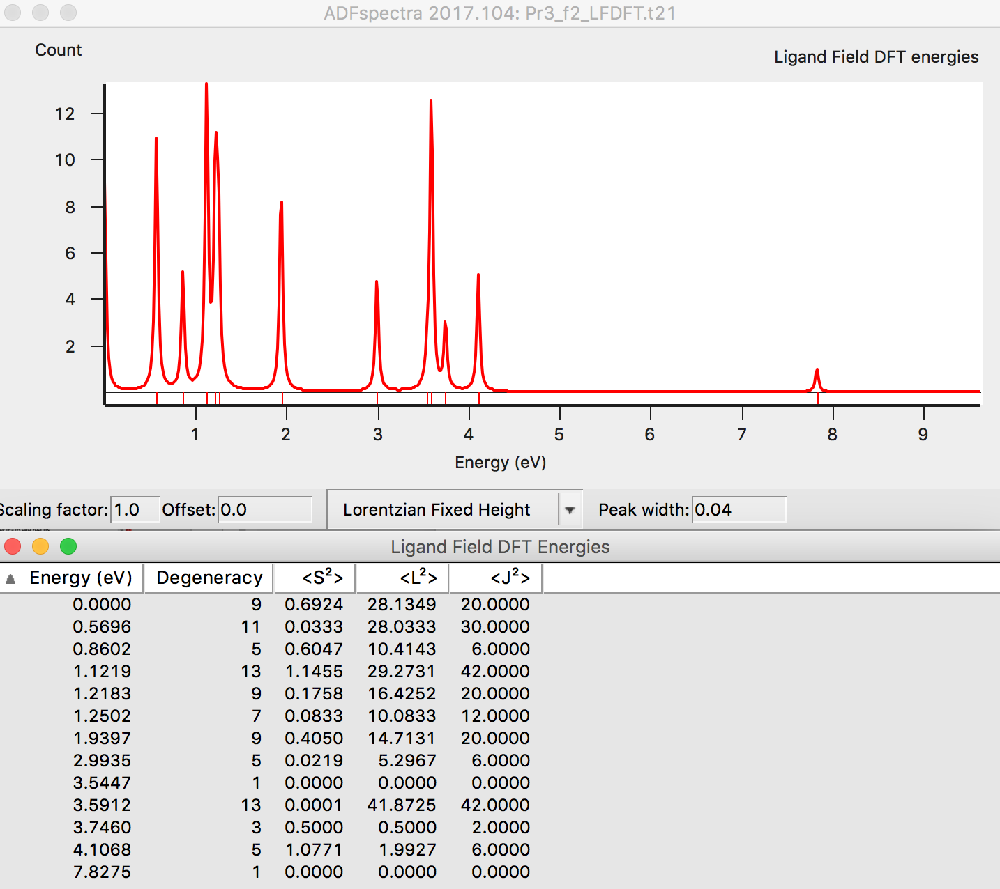 ADFspectra 2017.104: Pr3_f2_LFDFT.t21
Count
Ligand Field DFT energies
12
10
8
6
4
2
1 2 3 4 5 6 7 8 9
Energy (eV)
Scaling factor: 1.0 Offset: 0.0 Lorentzian Fixed Height Peak width: 0.04
Ligand Field DFT Energies
Energy (eV) Degeneracy <S²> <L²> <J²>
0.0000 9 0.6924 28.1349 20.0000
0.5696 11 0.0333 28.0333 30.0000
0.8602 5 0.6047 10.4143 6.0000
1.1219 13 1.1455 29.2731 42.0000
1.2183 9 0.1758 16.4252 20.0000
1.2502 7 0.0833 10.0833 12.0000
1.9397 9 0.4050 14.7131 20.0000
2.9935 5 0.0219 5.2967 6.0000
3.5447 1 0.0000 0.0000 0.0000
3.5912 13 0.0001 41.8725 42.0000
3.7460 3 0.5000 0.5000 2.0000
4.1068 5 1.0771 1.9927 6.0000
7.8275 1 0.0000 0.0000 0.0000